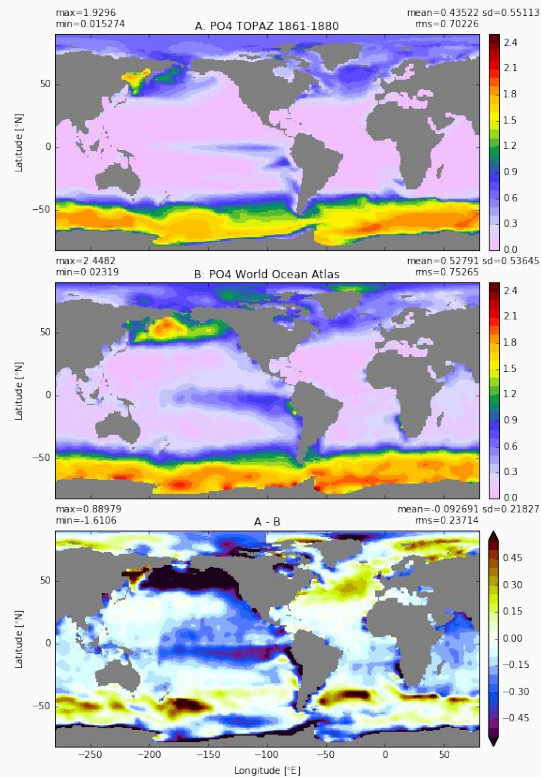 max=1.9296
min=0.015274
A: PO4 TOPAZ 1861-1880
mean=0.43522 sd=0.55113
rms=0.70226
Latitude [°N]
50
0
−50
2.4
2.1
1.8
1.5
1.2
0.9
0.6
0.3
0.0
max=2.4482
min=0.02319
B: PO4 World Ocean Atlas
mean=0.52791 sd=0.53645
rms=0.75265
Latitude [°N]
50
0
−50
2.4
2.1
1.8
1.5
1.2
0.9
0.6
0.3
0.0
max=0.88979
min=-1.6106
A - B
mean=-0.092691 sd=0.21827
rms=0.23714
Latitude [°N]
50
0
−50
0.45
0.30
0.15
0.00
−0.15
−0.30
−0.45
−250 −200 −150 −100 −50 0 50
Longitude [°E]